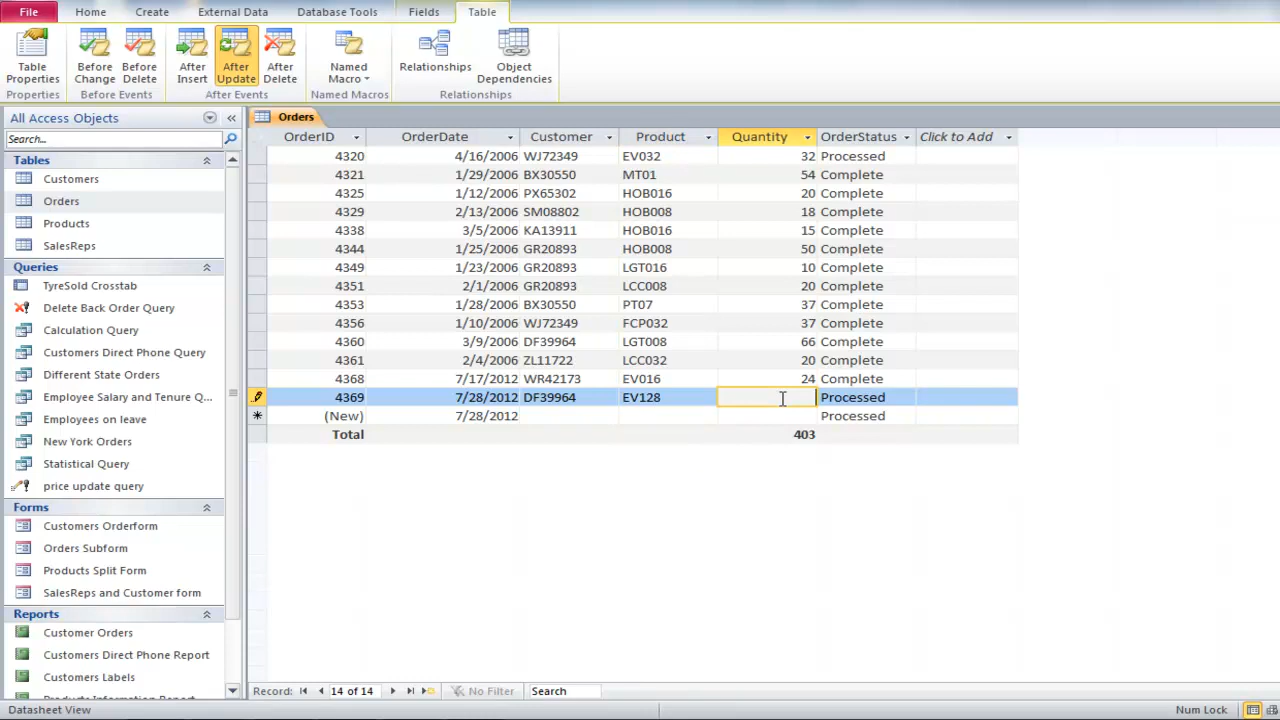 File Home Create External Data Database Tools Fields Table
Table Properties Before Change Before Delete After Insert After Update After Delete Named Macro Relationships Object Dependencies
Properties Before Events After Events Named Macros Relationships
All Access Objects
Search...
Tables
Customers
Orders
Products
SalesReps
Queries
TyreSold Crosstab
Delete Back Order Query
Calculation Query
Customers Direct Phone Query
Different State Orders
Employee Salary and Tenure Q...
Employees on leave
New York Orders
Statistical Query
price update query
Forms
Customers Orderform
Orders Subform
Products Split Form
SalesReps and Customer form
Reports
Customer Orders
Customers Direct Phone Report
Customers Labels
Products Information Report
Orders
OrderID OrderDate Customer Product Quantity OrderStatus Click to Add
4320 4/16/2006 WJ72349 EV032 32 Processed
4321 1/29/2006 BX30550 MT01 54 Complete
4325 1/12/2006 PX65302 HOB016 20 Complete
4329 2/13/2006 SM08802 HOB008 18 Complete
4338 3/5/2006 KA13911 HOB016 15 Complete
4344 1/25/2006 GR20893 HOB008 50 Complete
4349 1/23/2006 GR20893 LGT016 10 Complete
4351 2/1/2006 GR20893 LCC008 20 Complete
4353 1/28/2006 BX30550 PT07 37 Complete
4356 1/10/2006 WJ72349 FCP032 37 Complete
4360 3/9/2006 DF39964 LGT008 66 Complete
4361 2/4/2006 ZL11722 LCC032 20 Complete
4368 7/17/2012 WR42173 EV016 24 Complete
4369 7/28/2012 DF39964 EV128 Processed
(New) 7/28/2012 Processed
Total 403
Record: 14 of 14 No Filter Search
Datasheet View Num Lock